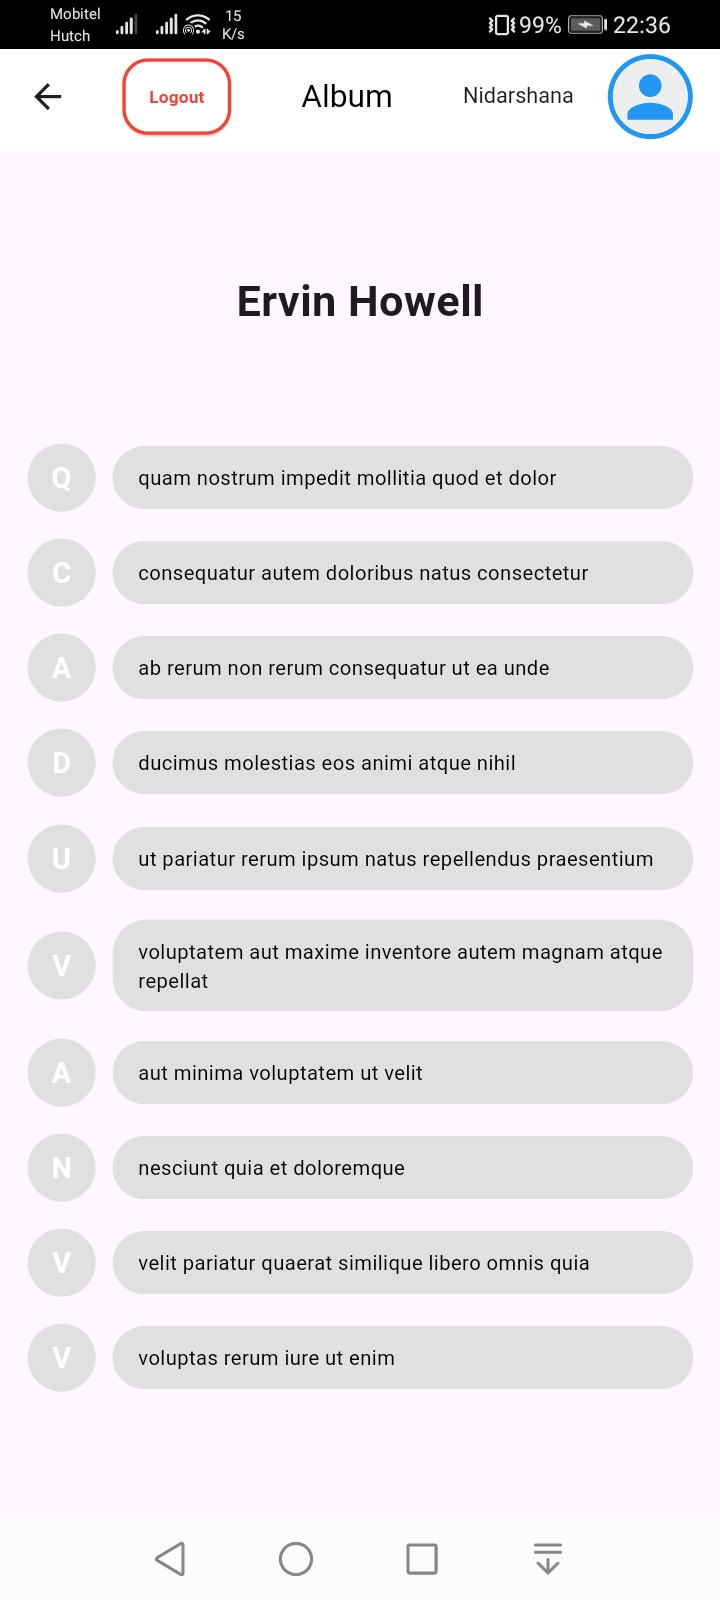 Mobitel
Hutch
15
K/s
99%
22:36
Logout
Album
Nidarshana
Ervin Howell
Q
quam nostrum impedit mollitia quod et dolor
C
consequatur autem doloribus natus consectetur
A
ab rerum non rerum consequatur ut ea unde
D
ducimus molestias eos animi atque nihil
U
ut pariatur rerum ipsum natus repellendus praesentium
V
voluptatem aut maxime inventore autem magnam atque
repellat
A
aut minima voluptatem ut velit
N
nesciunt quia et doloremque
V
velit pariatur quaerat similique libero omnis quia
V
voluptas rerum iure ut enim